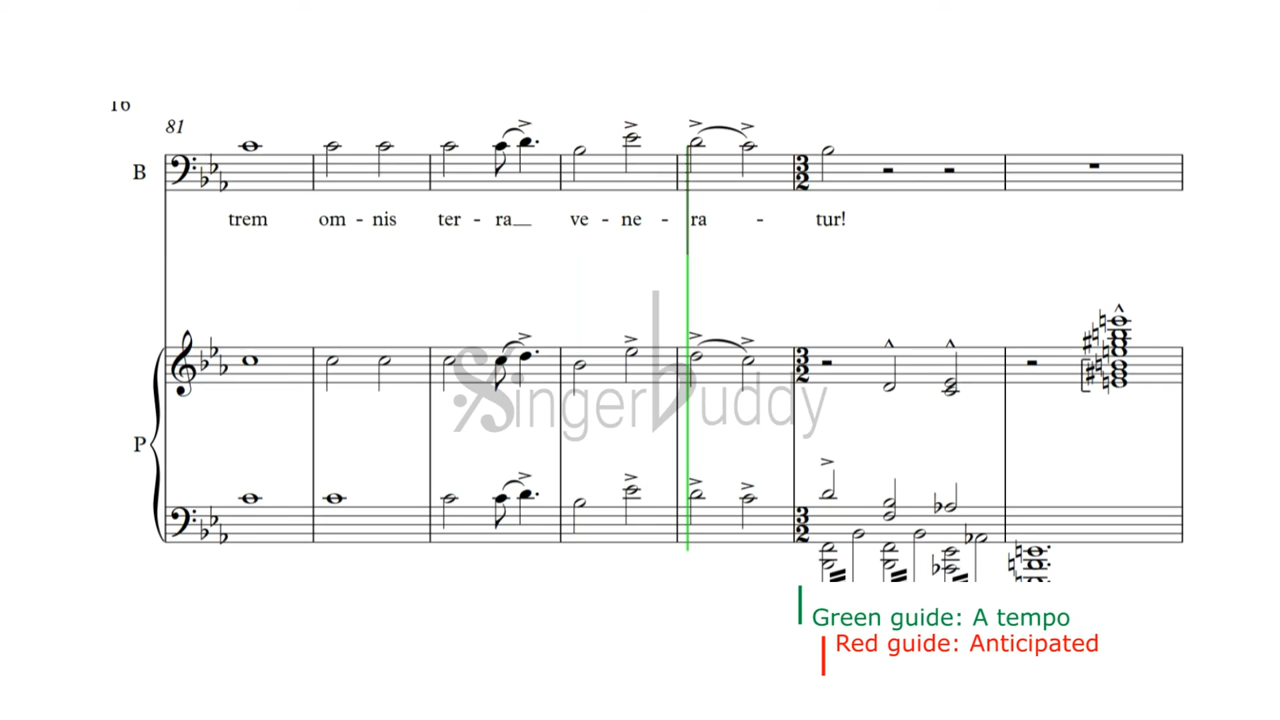 16
81
B
trem om - nis ter - ra__ ve - ne - ra - tur!
SingerBuddy
P
Green guide: A tempo
Red guide: Anticipated